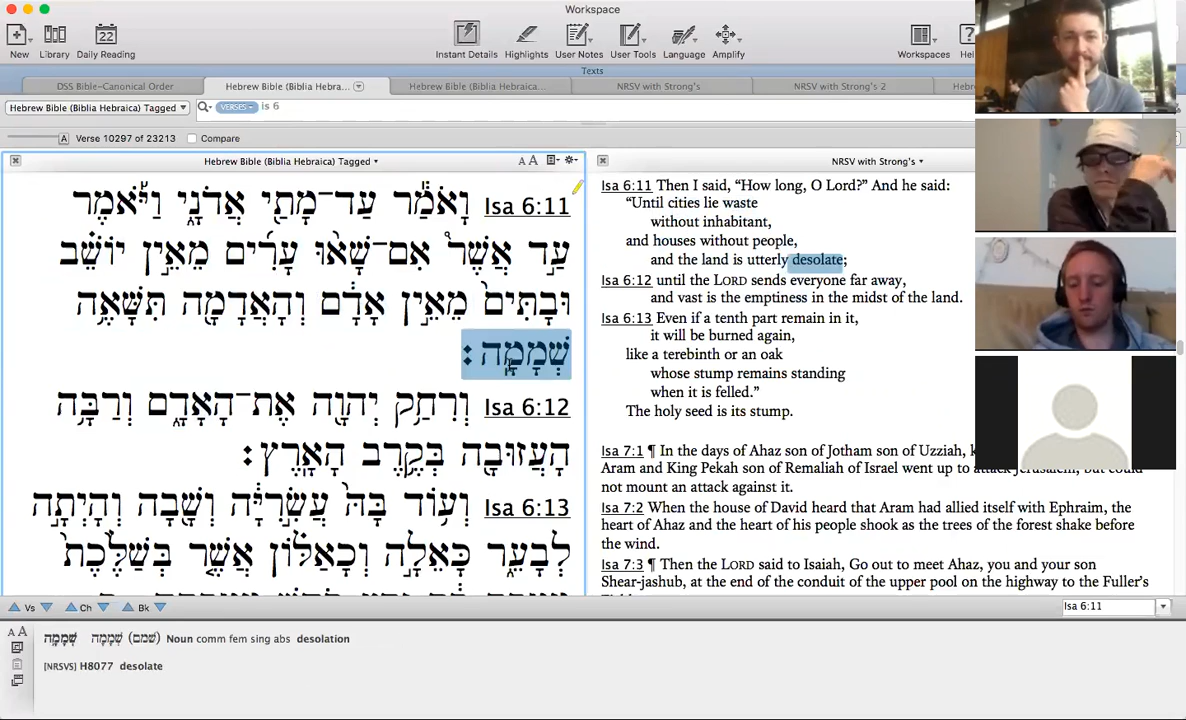 Workspace
New
Library
Daily Reading
22
Instant Details
Highlights
User Notes
User Tools
Language
Amplify
Workspaces
Texts
DSS Bible-Canonical Order
Hebrew Bible (Biblia Hebra...
Hebrew Bible (Biblia Hebraica...
NRSV with Strong's
NRSV with Strong's 2
Hebrew Bible (Biblia Hebraica) Tagged
VERSES
is 6
A Verse 10297 of 23213 Compare
Hebrew Bible (Biblia Hebraica) Tagged
A A
NRSV with Strong's
Isa 6:11 וָאֹמַ֕ר עַד־מָתַ֖י אֲדֹנָ֑י וַיֹּ֡אמֶר
עַ֣ד אֲשֶׁר֩ אִם־שָׁא֨וּ עָרִ֜ים מֵאֵ֣ין יוֹשֵׁ֗ב
וּבָתִּים֙ מֵאֵ֣ין אָדָ֔ם וְהָאֲדָמָ֖ה תִּשָּׁאֶ֥ה
שְׁמָמָֽה׃
Isa 6:12 וְרִחַ֥ק יְהוָ֖ה אֶת־הָאָדָ֑ם וְרַבָּ֥ה
הָעֲזוּבָ֖ה בְּקֶ֥רֶב הָאָֽרֶץ׃
Isa 6:13 וְע֥וֹד בָּהּ֙ עֲשִׂ֣רִיָּ֔ה וְשָׁ֖בָה וְהָיְתָ֣ה
לְבָעֵ֑ר כָּאֵלָ֣ה וְכָאַלּ֗וֹן אֲשֶׁ֤ר בְּשַׁלֶּ֙כֶת֙
Isa 6:11 Then I said, “How long, O Lord?” And he said:
“Until cities lie waste
without inhabitant,
and houses without people,
and the land is utterly desolate;
Isa 6:12 until the LORD sends everyone far away,
and vast is the emptiness in the midst of the land.
Isa 6:13 Even if a tenth part remain in it,
it will be burned again,
like a terebinth or an oak
whose stump remains standing
when it is felled.”
The holy seed is its stump.
Isa 7:1 ¶ In the days of Ahaz son of Jotham son of Uzziah,
Aram and King Pekah son of Remaliah of Israel went up to attack Jerusalem, but could
not mount an attack against it.
Isa 7:2 When the house of David heard that Aram had allied itself with Ephraim, the
heart of Ahaz and the heart of his people shook as the trees of the forest shake before
the wind.
Isa 7:3 ¶ Then the LORD said to Isaiah, Go out to meet Ahaz, you and your son
Shear-jashub, at the end of the conduit of the upper pool on the highway to the Fuller’s
Vs Ch Bk
Isa 6:11
A A
שְׁמָמָֽה שְׁמָמָה (שׁמם) Noun comm fem sing abs desolation
[NRSVS] H8077 desolate